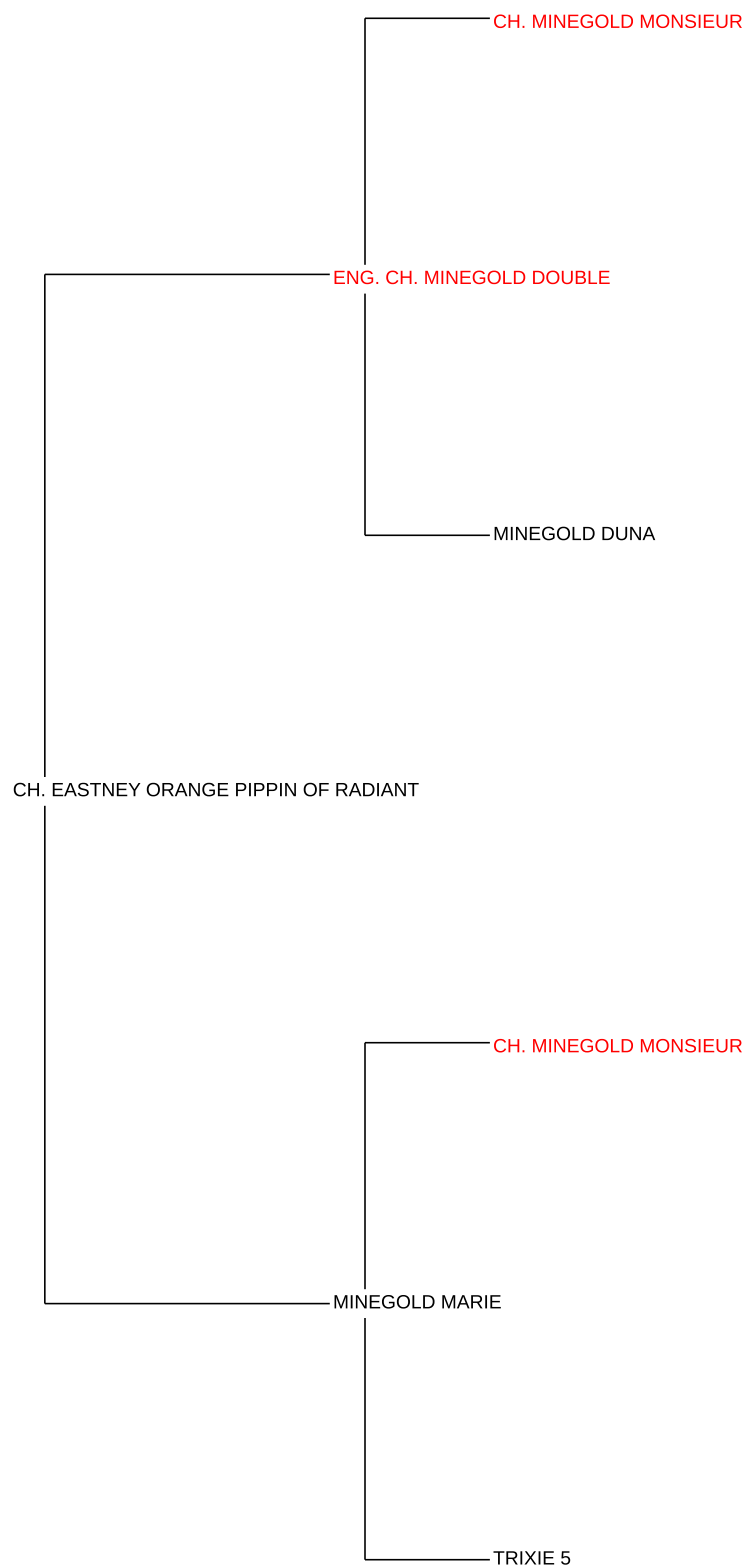 CH. MINEGOLD MONSIEUR
ENG. CH. MINEGOLD DOUBLE
MINEGOLD DUNA
CH. EASTNEY ORANGE PIPPIN OF RADIANT
CH. MINEGOLD MONSIEUR
MINEGOLD MARIE
TRIXIE 5